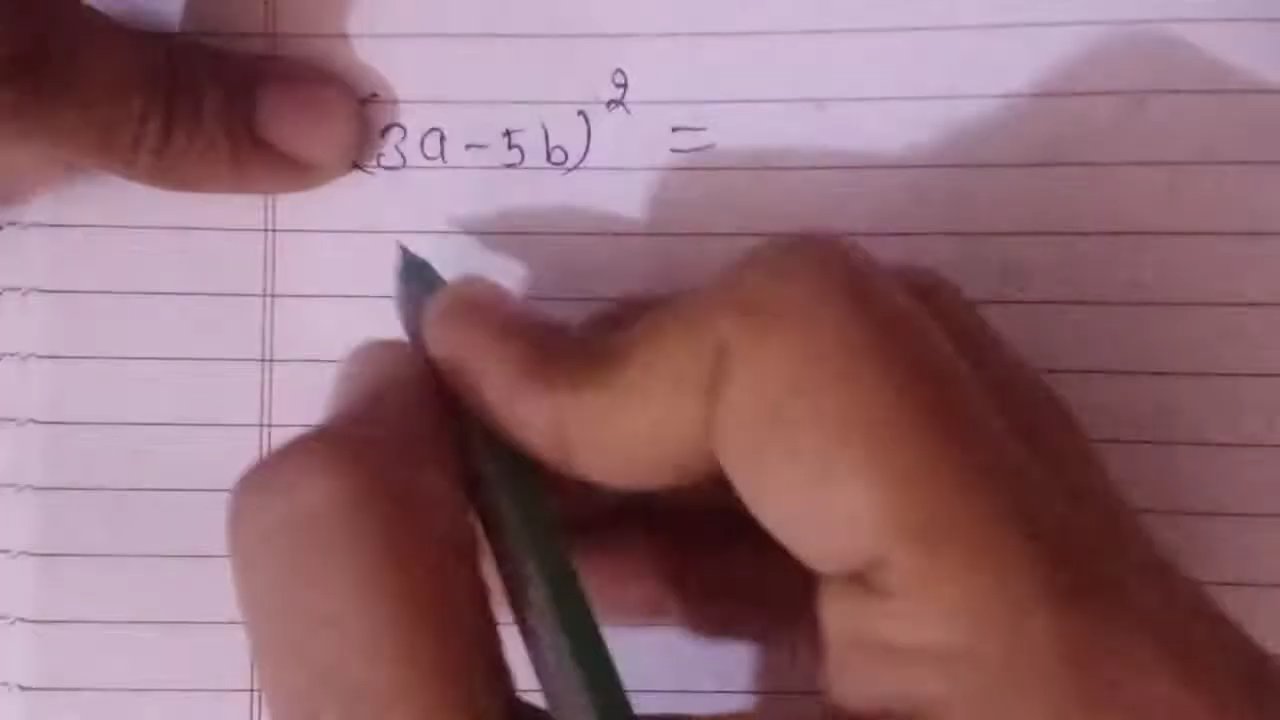 (3a-5b)² =